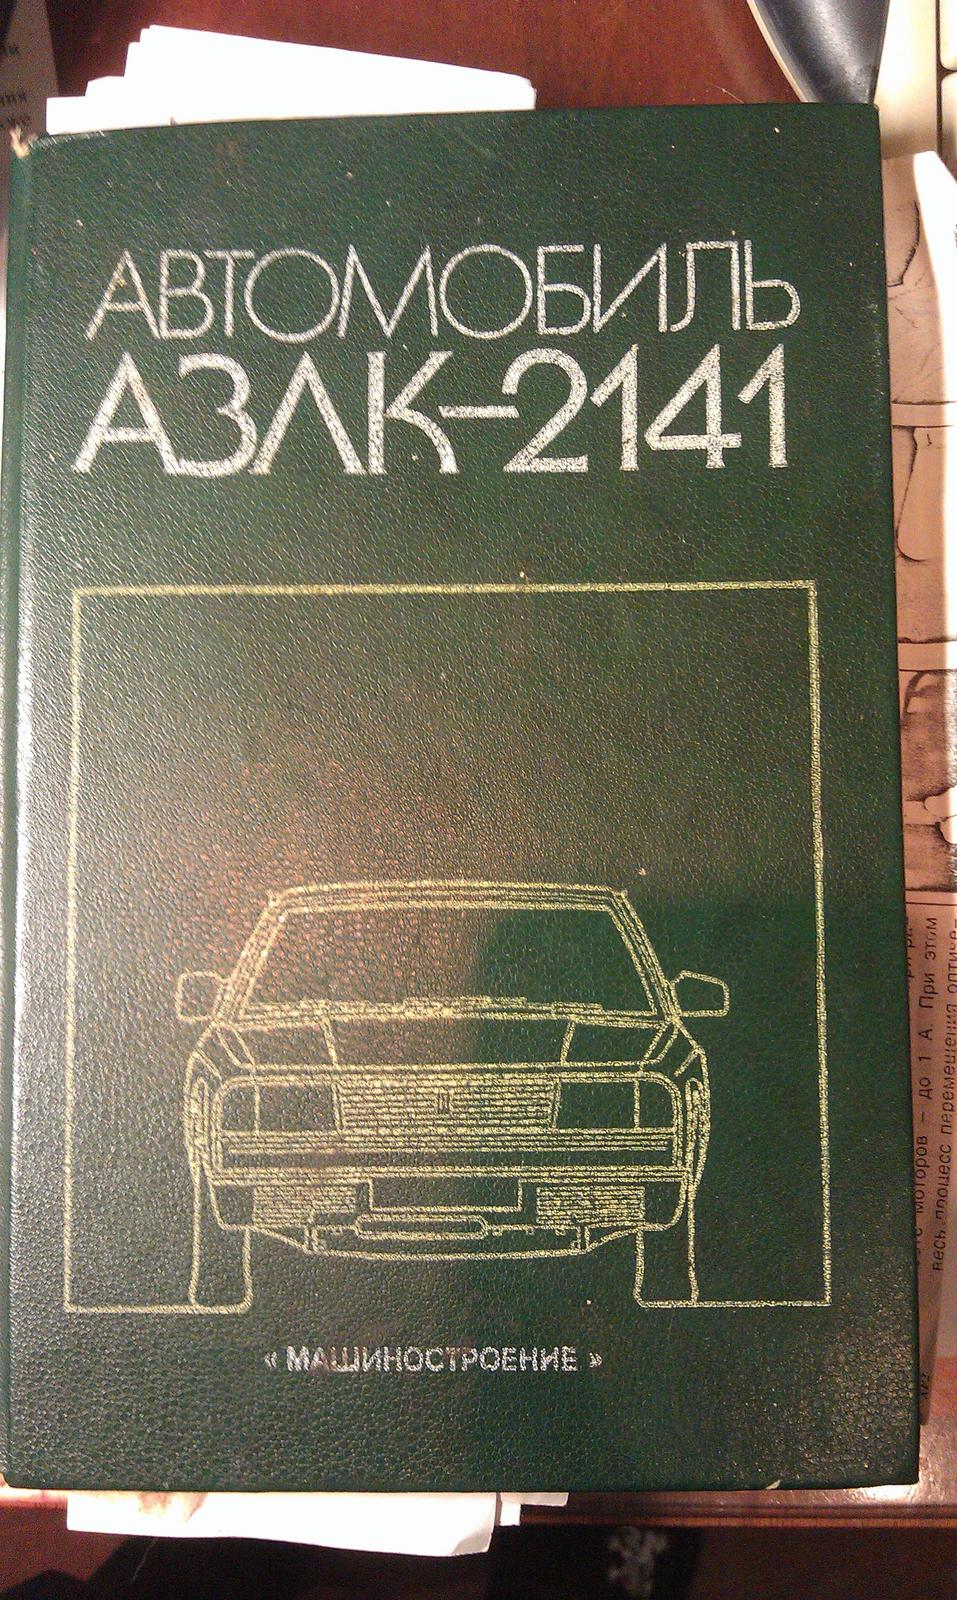 АВТОМОБИЛЬ
АЗЛК-2141
« МАШИНОСТРОЕНИЕ »
моторов — до 1 А. При этом
весь процесс перемещения оптиче-